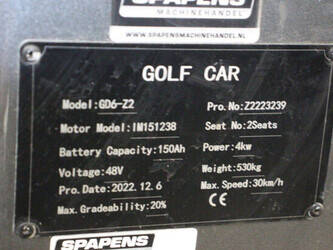 SPAPENS
MACHINEHANDEL
WWW.SPAPENSMACHINEHANDEL.NL
GOLF CAR
Model:GD6-Z2 Pro.No:Z2223239
Motor Model:IM151238 Seat No:2Seats
Battery Capacity:150Ah Power:4kw
Voltage:48V Weight:530kg
Pro.Date:2022.12.6 Max.Speed:30km/h
Max.Gradeability:20% CE
SPAPENS